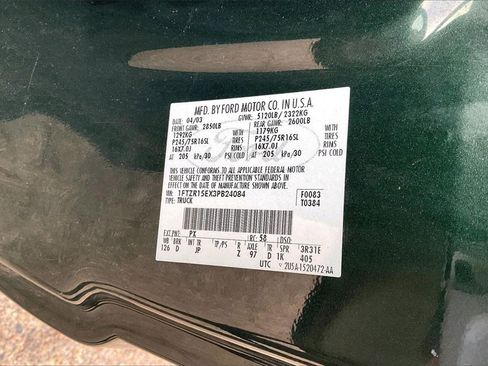 MFD. BY FORD MOTOR CO. IN U.S.A.
DATE: 04/03 GVWR: 5120LB/ 2322KG
FRONT GAWR: 2850LB REAR GAWR: 2600LB
1292KG 1179KG WITH
P245/75R16SL TIRES P245/75R16SL
16X7.0J RIMS 16X7.0J
AT 205 kPa/30 PSI COLD AT 205 kPa/30 PSI COLD
THIS VEHICLE CONFORMS TO ALL APPLICABLE FEDERAL MOTOR
VEHICLE SAFETY AND THEFT PREVENTION STANDARDS IN EFFECT
ON THE DATE OF MANUFACTURE SHOWN ABOVE.
VIN: 1FTZR15EX3PB24084 F0083
TYPE: TRUCK T0384
EXT PNT: PX RC: 58 DSO:
WB BRK INT TR TP/PS R AXLE TR SPR 3R31E
126 D JP Z 97 D 1K 405
UTC 2U5A-1520472-AA